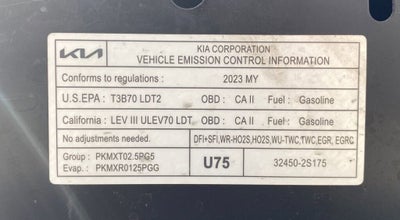 KIA
KIA CORPORATION
VEHICLE EMISSION CONTROL INFORMATION
Conforms to regulations : 2023 MY
U.S.EPA : T3B70 LDT2 OBD : CA II Fuel : Gasoline
California : LEV III ULEV70 LDT OBD : CA II Fuel : Gasoline
No adjustments needed. DFI+SFI,WR-HO2S,HO2S,WU-TWC,TWC,EGR, EGRC
Group : PKMXT02.5PG5 U75 32450-2S175
Evap. : PKMXR0125PGG